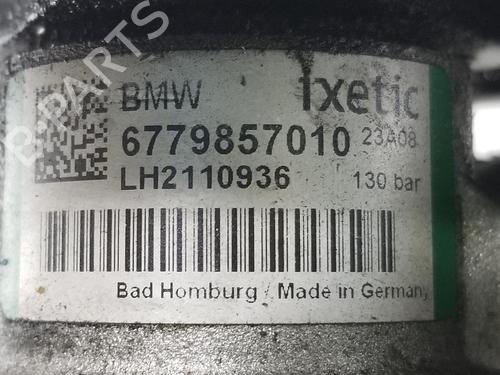 B-PARTS
BMW
ixetic
6779857010 23A08
LH2110936 130 bar
Bad Homburg / Made in Germany